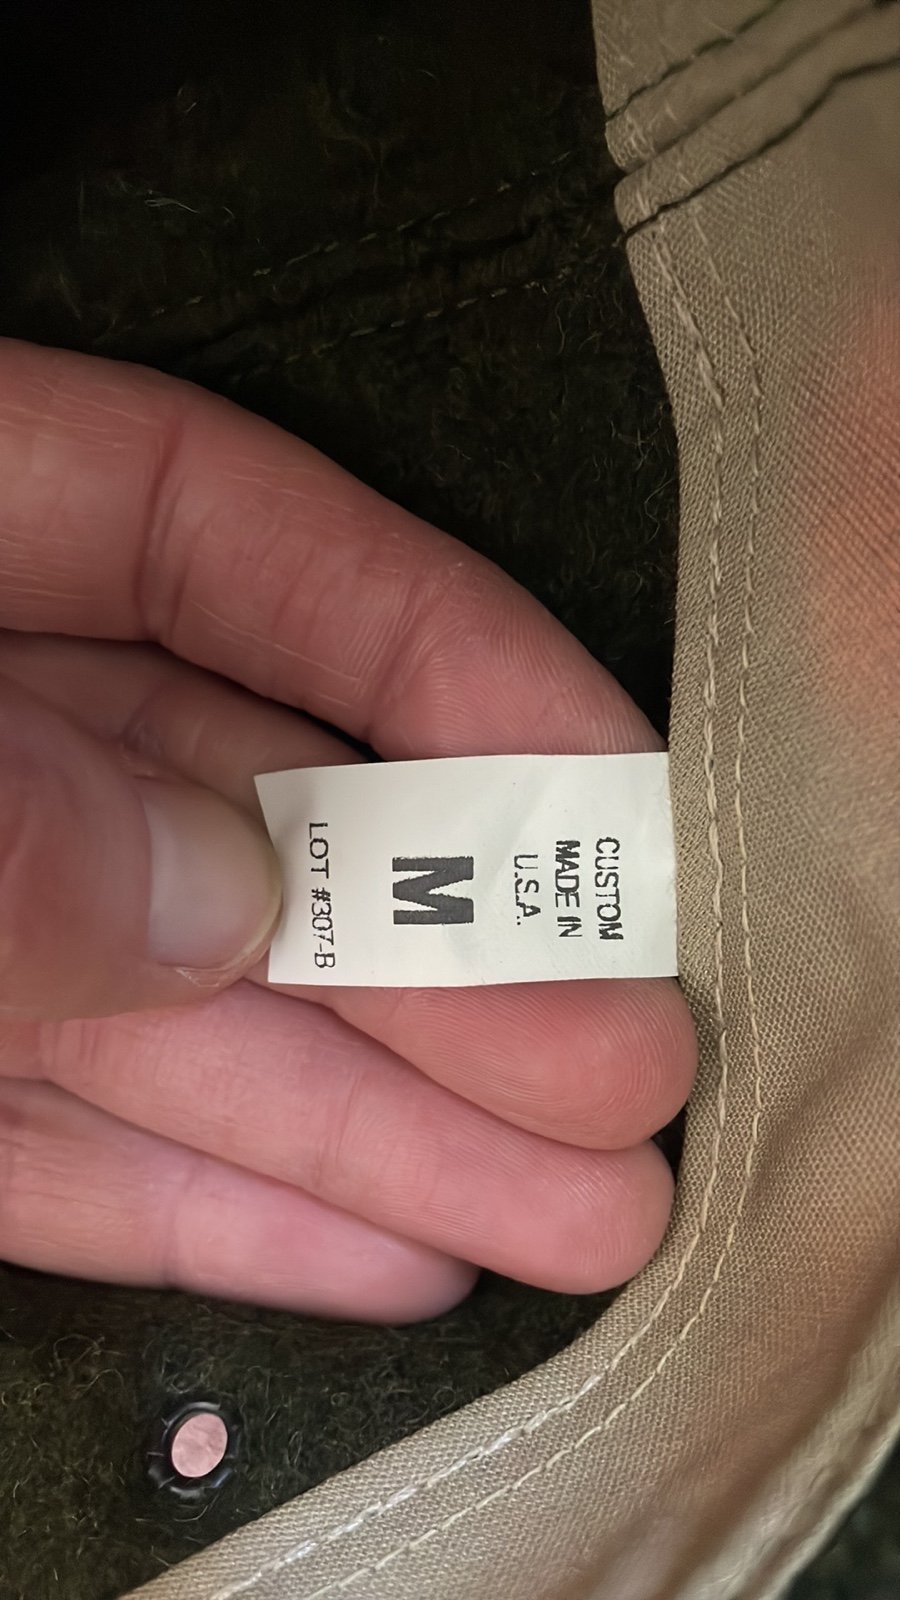 CUSTOM
MADE IN
U.S.A.
M
LOT #307-B